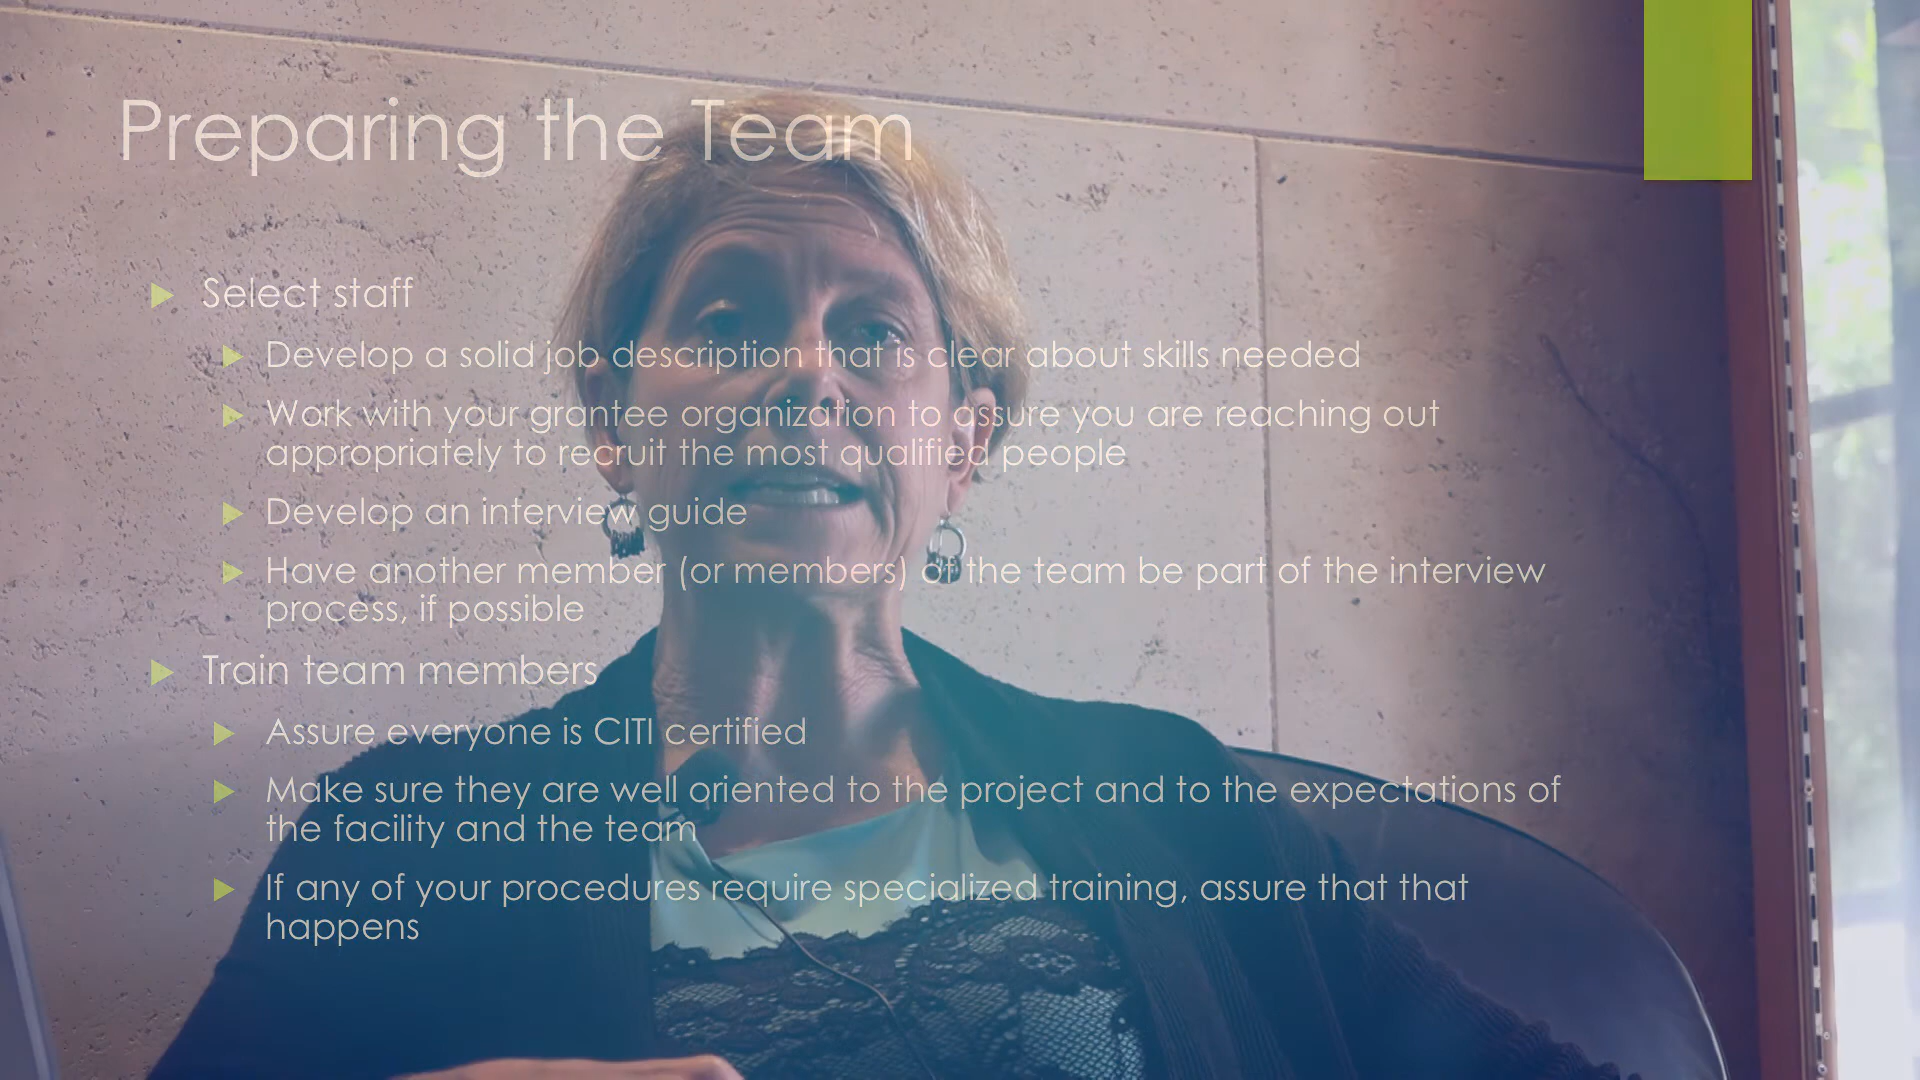 Preparing the Team
Select staff
Develop a solid job description that is clear about skills needed
Work with your grantee organization to assure you are reaching out
appropriately to recruit the most qualified people
Develop an interview guide
Have another member (or members) of the team be part of the interview
process, if possible
Train team members
Assure everyone is CITI certified
Make sure they are well oriented to the project and to the expectations of
the facility and the team
If any of your procedures require specialized training, assure that that
happens